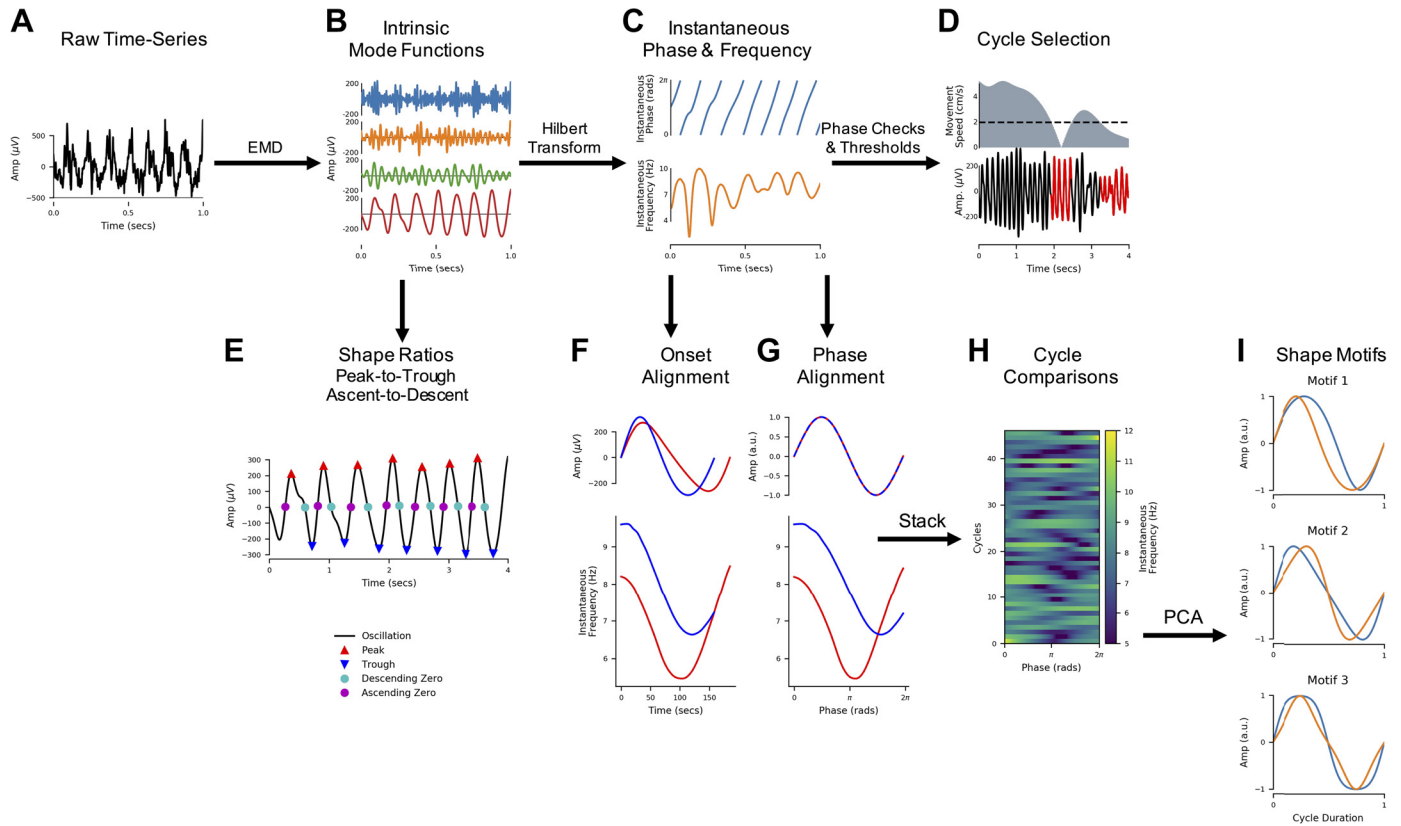 A
Raw Time-Series
Amp (µV)
500
0
−500
0.0
0.5
1.0
Time (secs)
EMD
B
Intrinsic
Mode Functions
Amp (µV)
200
-200
200
-200
200
-200
200
-200
0.0
0.5
1.0
Time (secs)
Hilbert
Transform
C
Instantaneous
Phase & Frequency
Instantaneous
Phase (rads)
2π
0
Instantaneous
Frequency (Hz)
10
7
4
0.0
0.5
1.0
Time (secs)
Phase Checks
& Thresholds
D
Cycle Selection
Movement
Speed (cm/s)
4
2
0
Amp. (µV)
200
0
-200
0
1
2
3
4
Time (secs)
E
Shape Ratios
Peak-to-Trough
Ascent-to-Descent
Amp (µV)
300
200
100
0
−100
−200
−300
0
1
2
3
4
Time (secs)
Oscillation
Peak
Trough
Descending Zero
Ascending Zero
F
Onset
Alignment
Amp (µV)
200
0
−200
Instantaneous
Frequency (Hz)
9
8
7
6
0
50
100
150
Time (secs)
G
Phase
Alignment
Amp (a.u.)
1.0
0.5
0.0
−0.5
−1.0
9
8
7
6
0
π
2π
Phase (rads)
Stack
H
Cycle
Comparisons
Cycles
40
30
20
10
0
0
π
2π
Phase (rads)
12
11
10
9
8
7
6
5
Instantaneous
Frequency (Hz)
PCA
I
Shape Motifs
Motif 1
Amp (a.u.)
1
0
−1
0
1
Motif 2
Amp (a.u.)
1
0
−1
0
1
Motif 3
Amp (a.u.)
1
0
−1
0
1
Cycle Duration